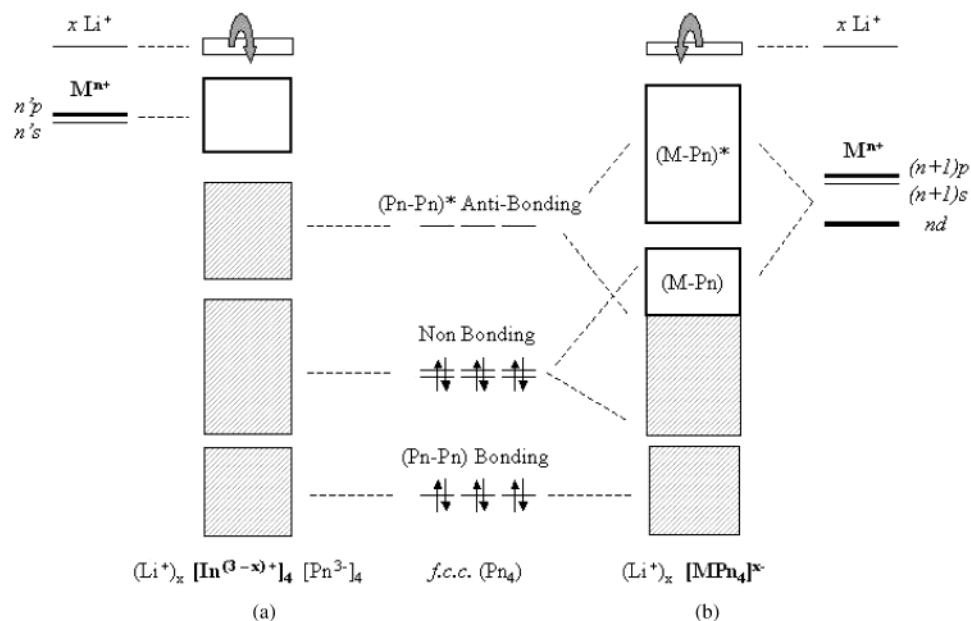 x Li⁺
x Li⁺
Mⁿ⁺
n'p
n's
(M-Pn)*
Mⁿ⁺
(n+1)p
(n+1)s
nd
(Pn-Pn)* Anti-Bonding
(M-Pn)
Non Bonding
(Pn-Pn) Bonding
(Li⁺)ₓ [In⁽³⁻ˣ⁾⁺]₄ [Pn³⁻]₄
f.c.c. (Pn₄)
(Li⁺)ₓ [MPn₄]ˣ⁻
(a)
(b)